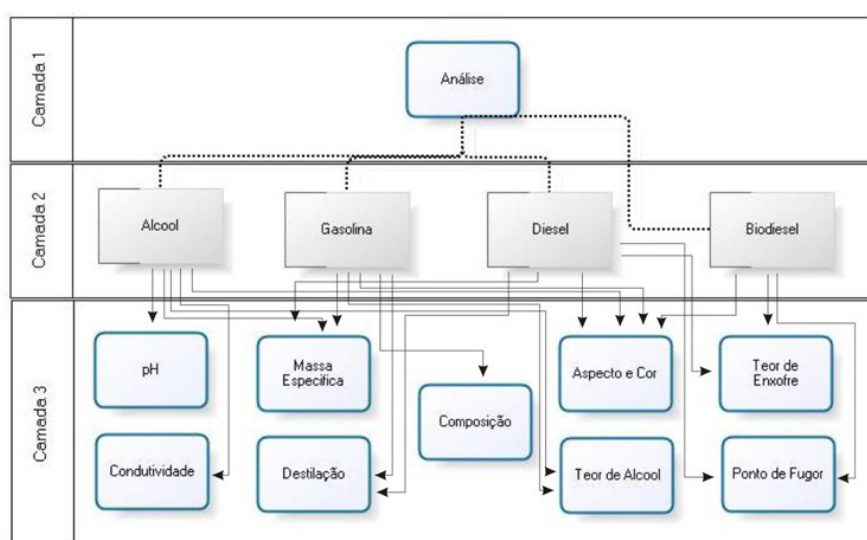 Camada 1
Análise
Camada 2
Alcool
Gasolina
Diesel
Biodiesel
Camada 3
pH
Massa
Especifica
Composição
Aspecto e Cor
Teor de
Enxofre
Condutividade
Destilação
Teor de Alcool
Ponto de Fugor